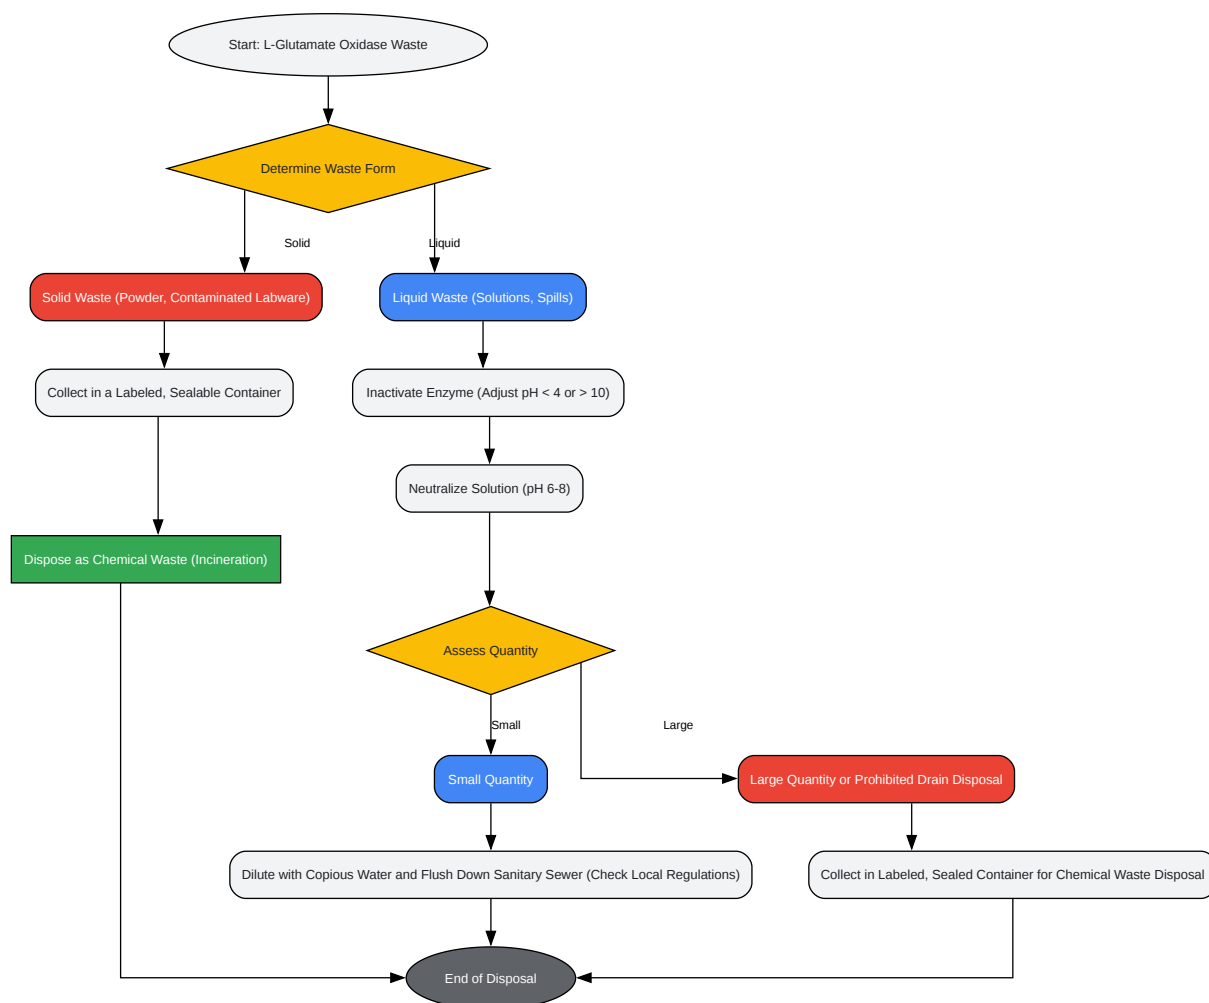 Start: L-Glutamate Oxidase Waste
Determine Waste Form
Solid
Liquid
Solid Waste (Powder, Contaminated Labware)
Liquid Waste (Solutions, Spills)
Collect in a Labeled, Sealable Container
Inactivate Enzyme (Adjust pH < 4 or > 10)
Neutralize Solution (pH 6-8)
Dispose as Chemical Waste (Incineration)
Assess Quantity
Small
Large
Small Quantity
Large Quantity or Prohibited Drain Disposal
Dilute with Copious Water and Flush Down Sanitary Sewer (Check Local Regulations)
Collect in Labeled, Sealed Container for Chemical Waste Disposal
End of Disposal